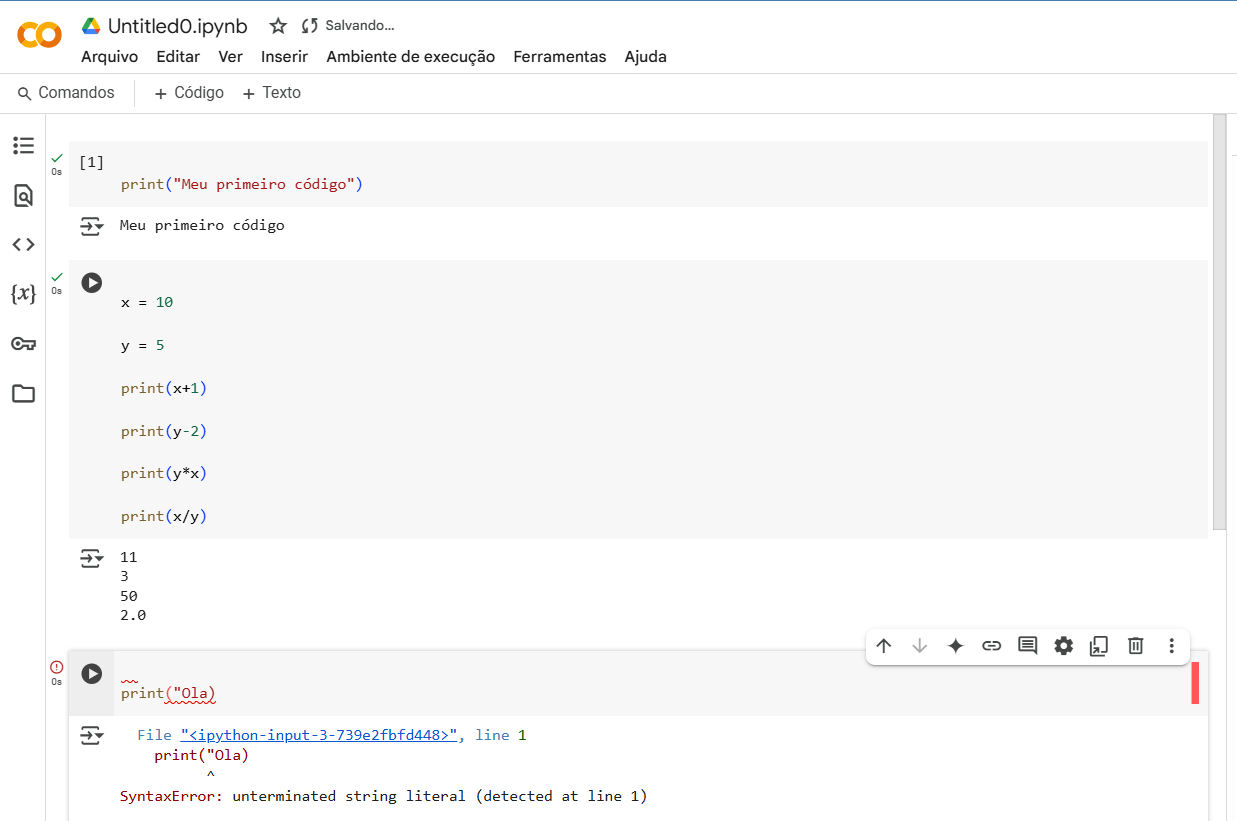 Untitled0.ipynb Salvando...
Arquivo Editar Ver Inserir Ambiente de execução Ferramentas Ajuda
Comandos + Código + Texto
[1]
0s
print("Meu primeiro código")
Meu primeiro código
0s
x = 10
y = 5
print(x+1)
print(y-2)
print(y*x)
print(x/y)
11
3
50
2.0
0s
print("Ola)
File "<ipython-input-3-739e2fbfd448>", line 1
print("Ola)
^
SyntaxError: unterminated string literal (detected at line 1)
{x}